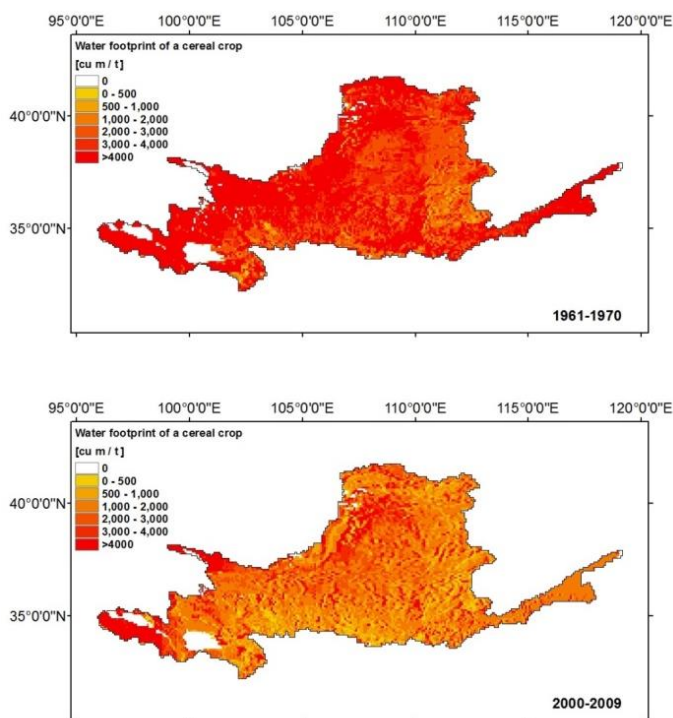 95°0'0"E 100°0'0"E 105°0'0"E 110°0'0"E 115°0'0"E 120°0'0"E
Water footprint of a cereal crop
[cu m / t]
0
0 - 500
500 - 1,000
1,000 - 2,000
2,000 - 3,000
3,000 - 4,000
>4000
40°0'0"N
35°0'0"N
1961-1970
95°0'0"E 100°0'0"E 105°0'0"E 110°0'0"E 115°0'0"E 120°0'0"E
Water footprint of a cereal crop
[cu m / t]
0
0 - 500
500 - 1,000
1,000 - 2,000
2,000 - 3,000
3,000 - 4,000
>4000
40°0'0"N
35°0'0"N
2000-2009